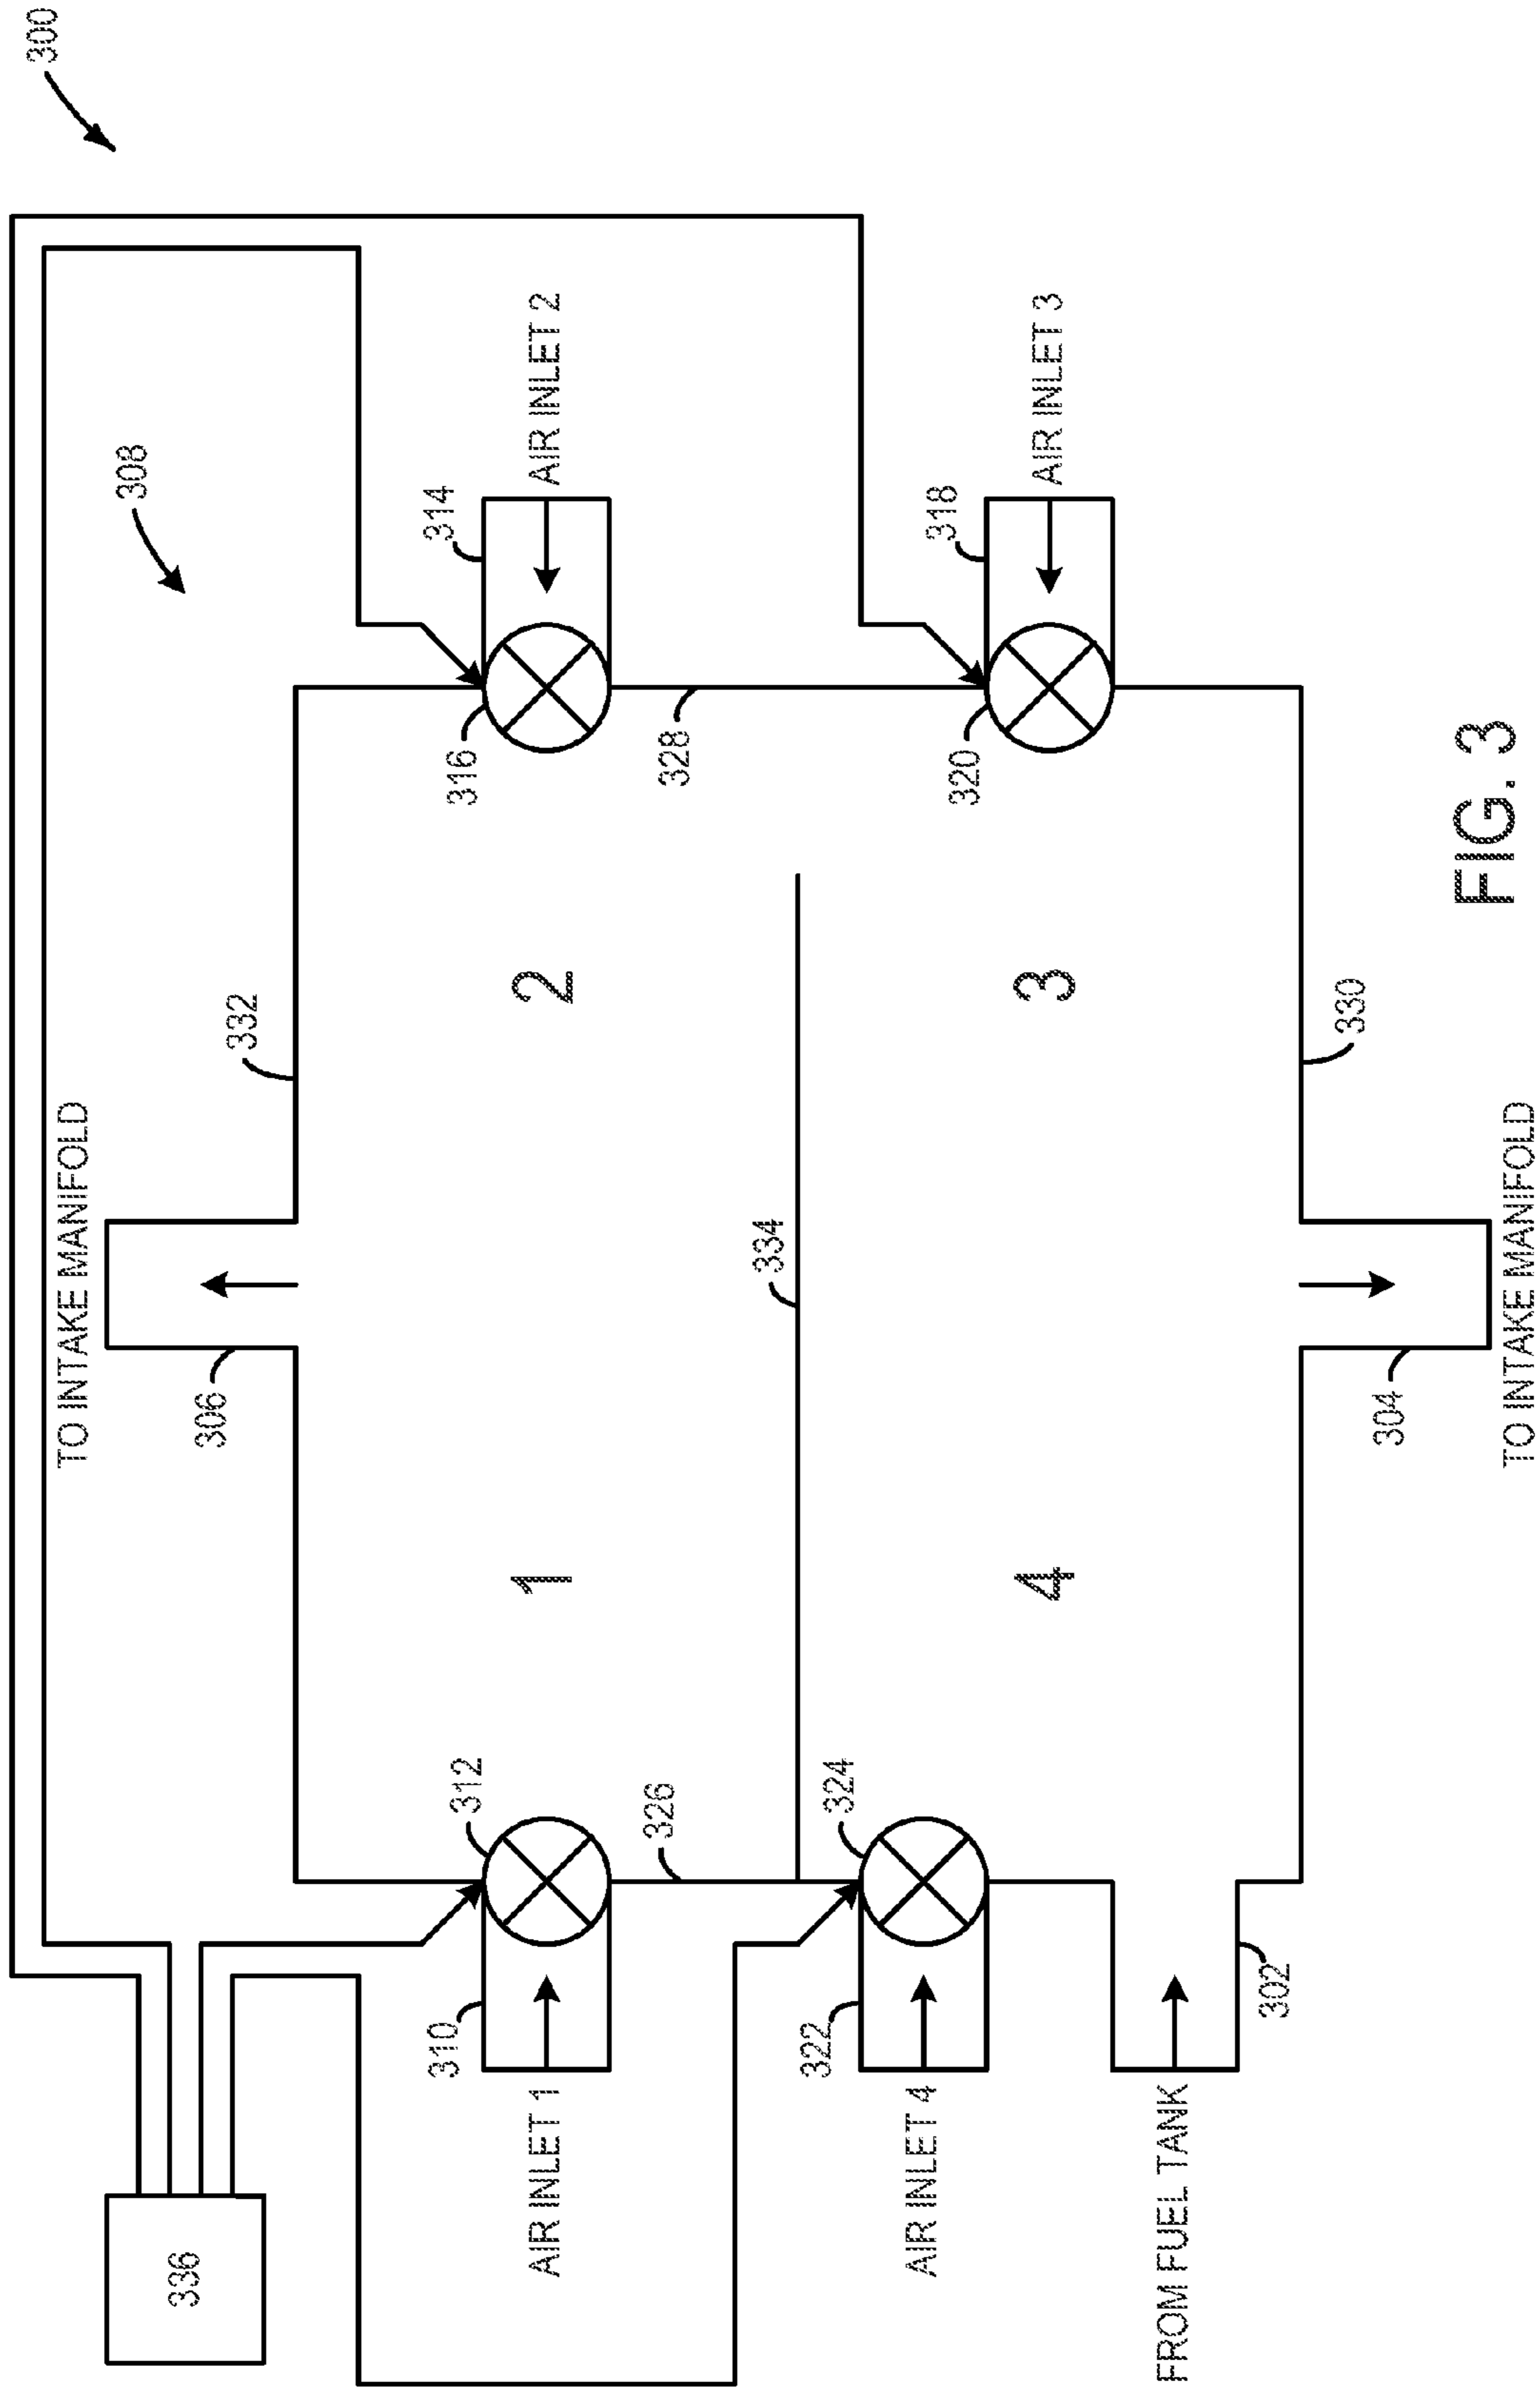 300
308
336
TO INTAKE MANIFOLD
306
332
310
312
314
316
AIR INLET 1
1
2
AIR INLET 2
326
328
334
322
324
318
320
AIR INLET 4
4
3
AIR INLET 3
FROM FUEL TANK
302
304
330
TO INTAKE MANIFOLD
FIG. 3